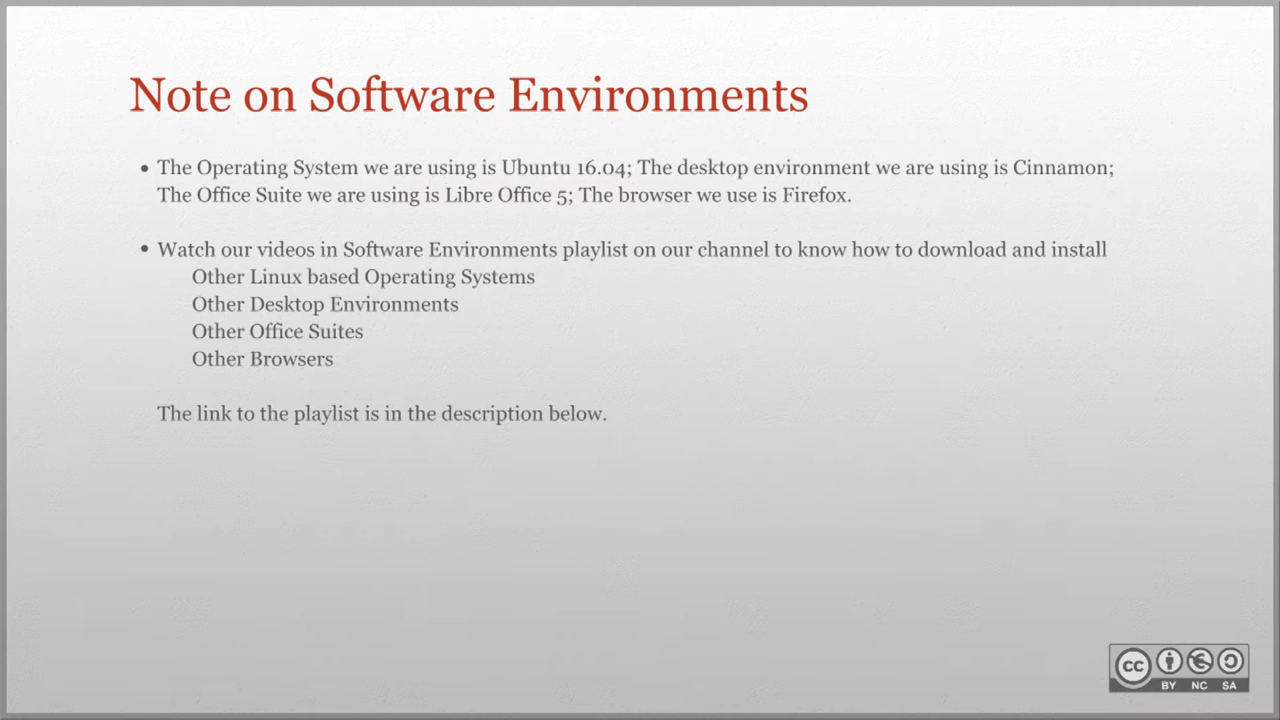 Note on Software Environments
• The Operating System we are using is Ubuntu 16.04; The desktop environment we are using is Cinnamon;
The Office Suite we are using is Libre Office 5; The browser we use is Firefox.
• Watch our videos in Software Environments playlist on our channel to know how to download and install
Other Linux based Operating Systems
Other Desktop Environments
Other Office Suites
Other Browsers
The link to the playlist is in the description below.
cc
BY NC SA